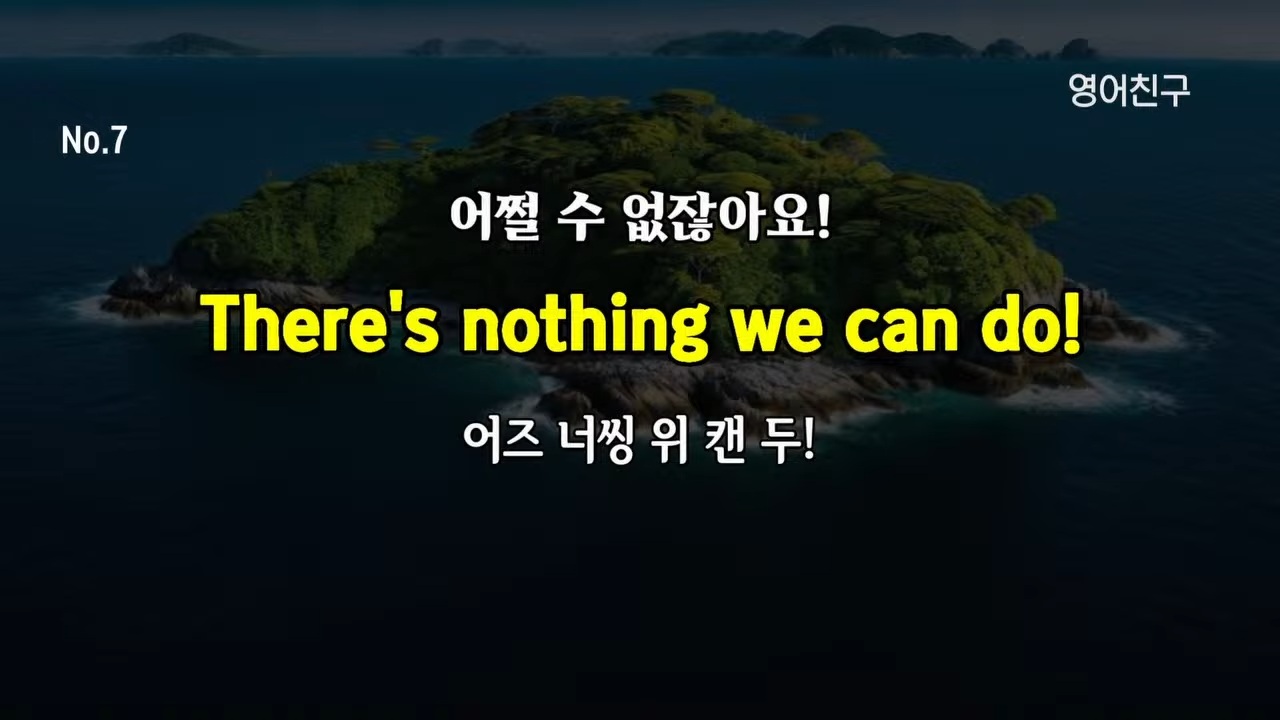 영어친구
No.7
어쩔 수 없잖아요!
There's nothing we can do!
어즈 너씽 위 캔 두!